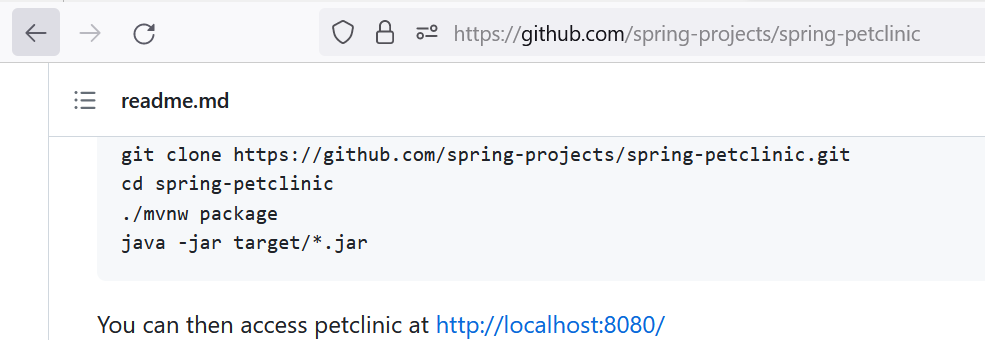 https://github.com/spring-projects/spring-petclinic
readme.md
git clone https://github.com/spring-projects/spring-petclinic.git
cd spring-petclinic
./mvnw package
java -jar target/*.jar
You can then access petclinic at http://localhost:8080/